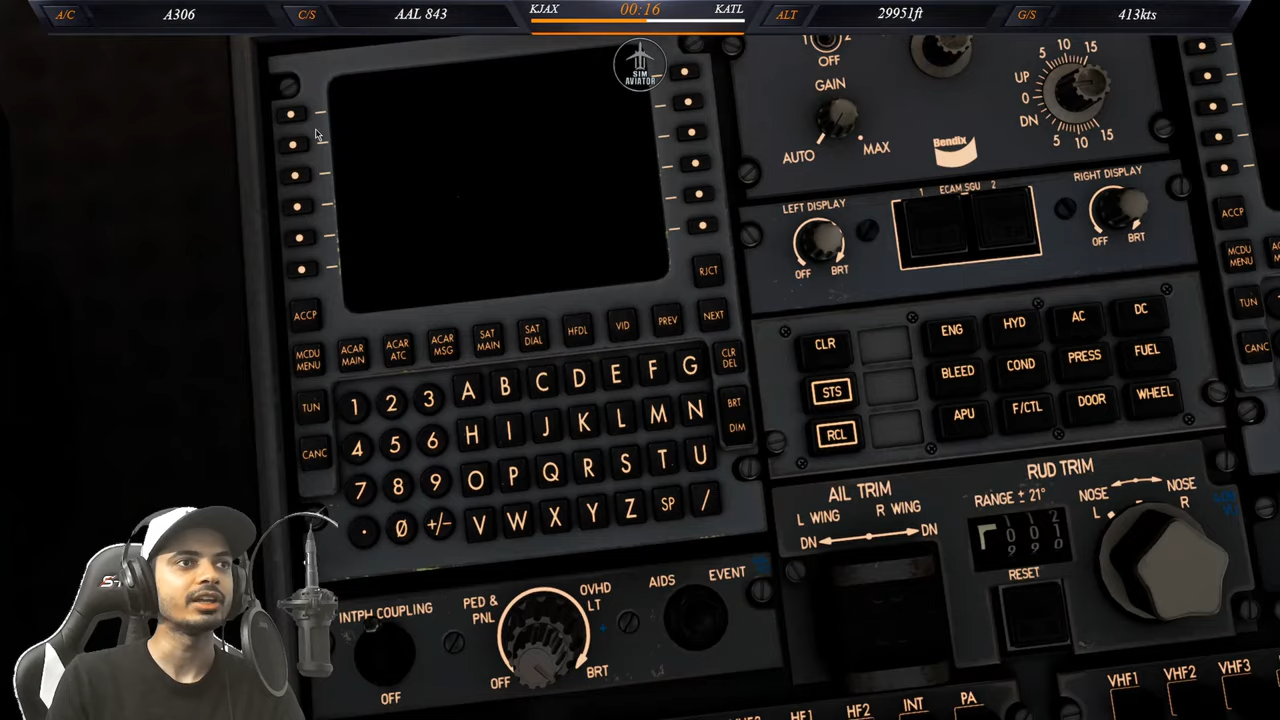 A/C A306 C/S AAL 843 KJAX 00:16 KATL ALT 29951ft G/S 413kts
SIM
AVIATOR
1 2
OFF
GAIN
AUTO MAX
Bendix
5 10 15
UP
0
DN
5 10 15
LEFT DISPLAY
OFF BRT
1 ECAM SGU 2
RIGHT DISPLAY
OFF BRT
ACCP
MCDU
MENU
TUN
CANC
RJCT
ACCP
MCDU
MENU
ACAR
MAIN
ACAR
ATC
ACAR
MSG
SAT
MAIN
SAT
DIAL
HFDL
VID
PREV
NEXT
CLR
DEL
TUN
CANC
BRT
DIM
1 2 3 A B C D E F G
4 5 6 H I J K L M N
7 8 9 O P Q R S T U
. 0 +/- V W X Y Z SP /
CLR
STS
RCL
ENG HYD AC DC
BLEED COND PRESS FUEL
APU F/CTL DOOR WHEEL
AIL TRIM
L WING R WING
DN DN
RUD TRIM
RANGE ± 21°
NOSE
L
NOSE
R
RESET
INTPH COUPLING
OFF
PED &
PNL
OVHD
LT
OFF BRT
AIDS EVENT
HF1 HF2 INT PA VHF1 VHF2 VHF3